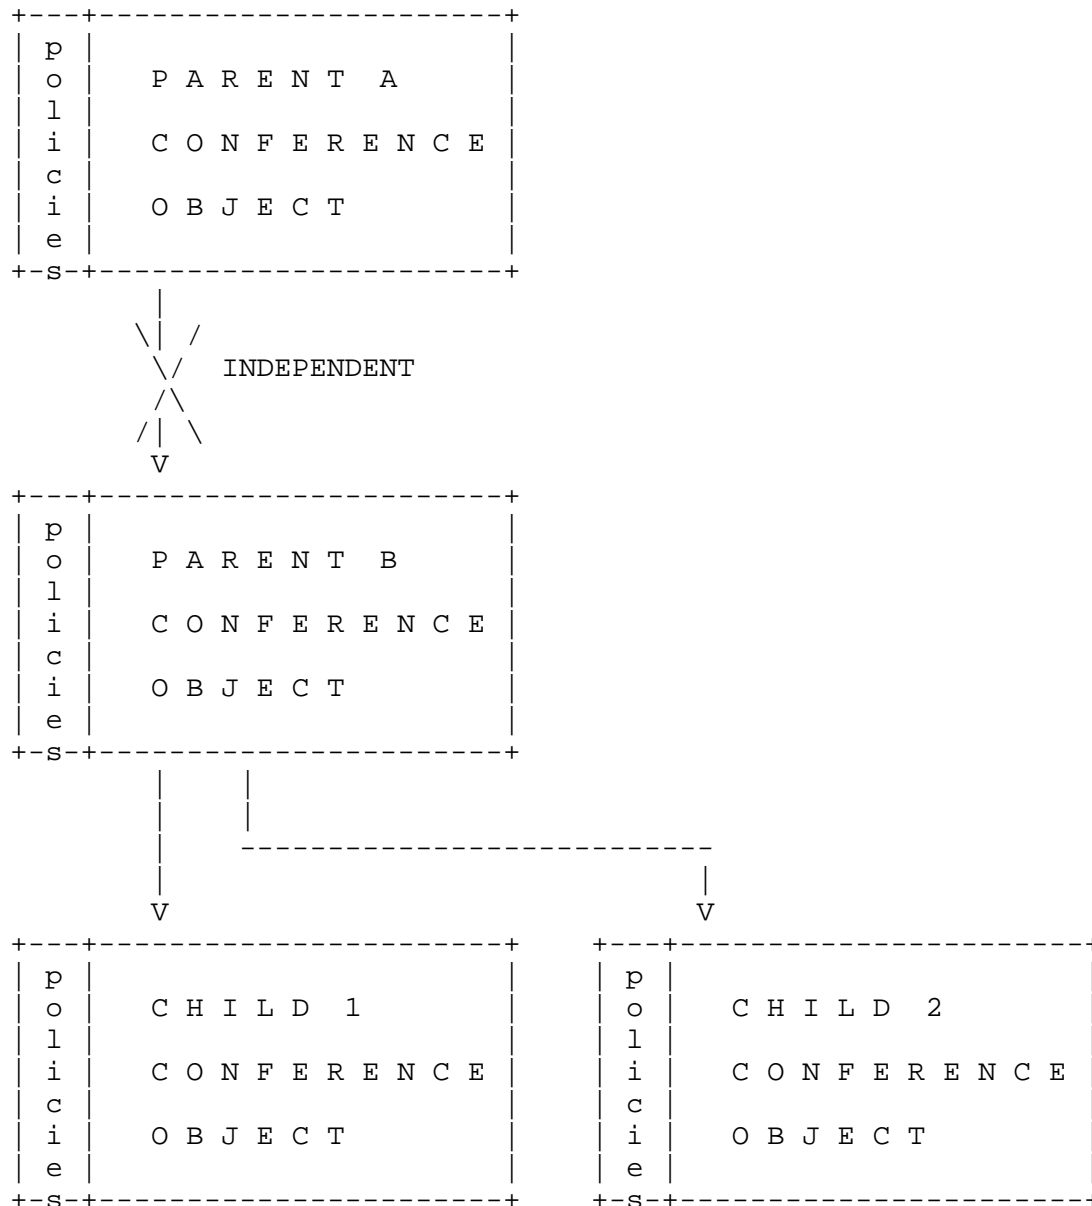 policies
P A R E N T A
C O N F E R E N C E
O B J E C T
INDEPENDENT
policies
P A R E N T B
C O N F E R E N C E
O B J E C T
policies
C H I L D 1
C O N F E R E N C E
O B J E C T
policies
C H I L D 2
C O N F E R E N C E
O B J E C T